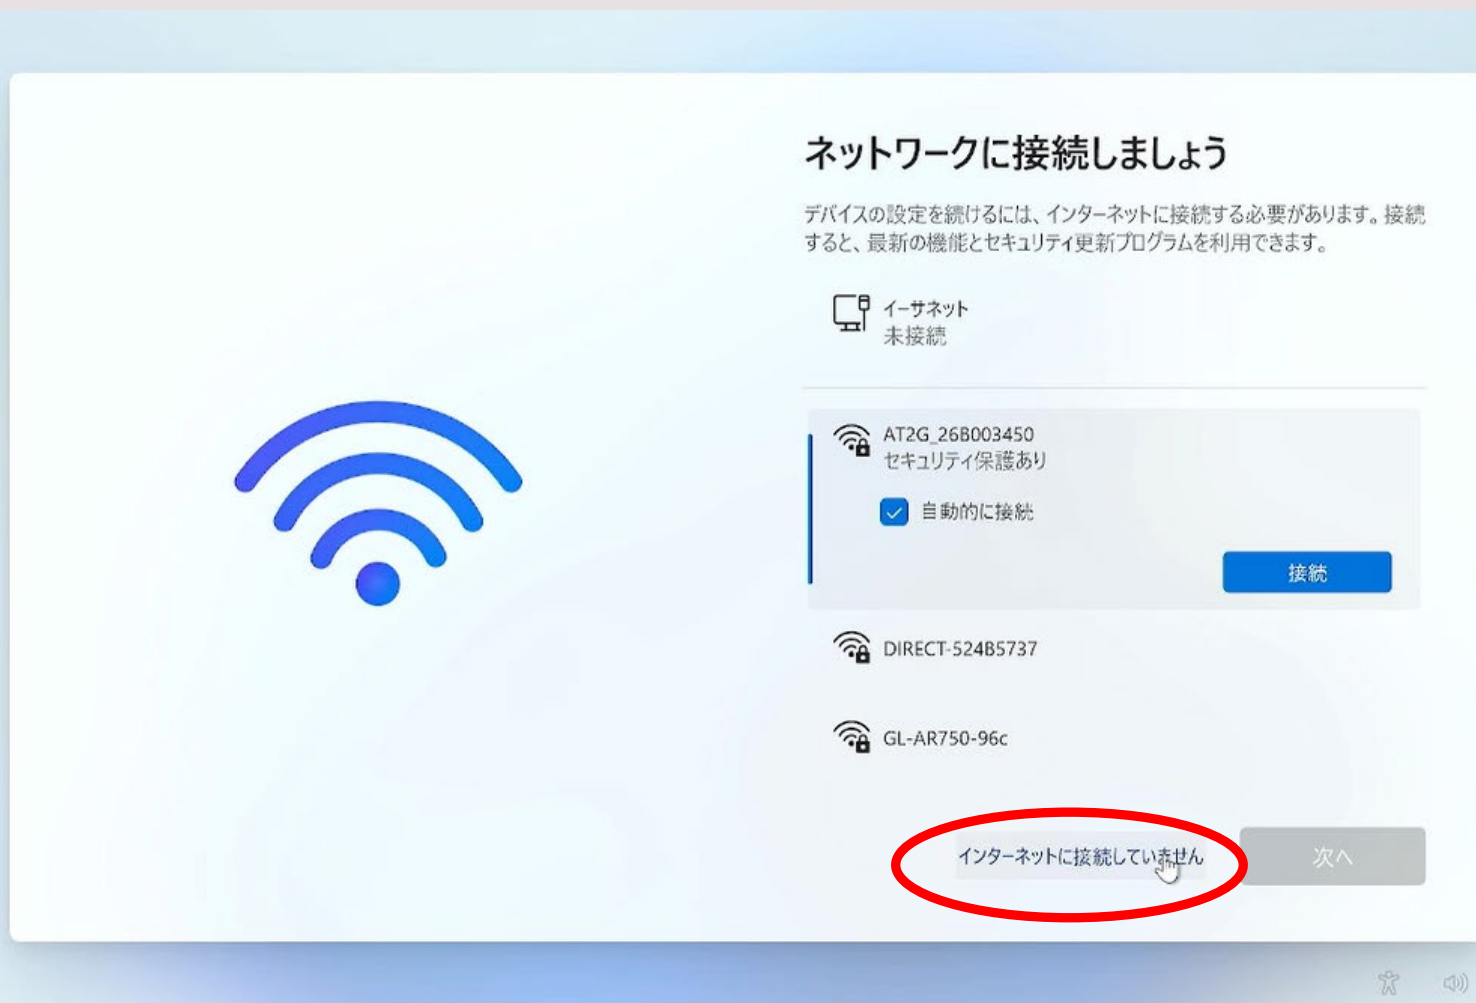 ネットワークに接続しましょう
デバイスの設定を続けるには、インターネットに接続する必要があります。接続
すると、最新の機能とセキュリティ更新プログラムを利用できます。
イーサネット
未接続
AT2G_26B003450
セキュリティ保護あり
自動的に接続
接続
DIRECT-524B5737
GL-AR750-96c
インターネットに接続していません
次へ